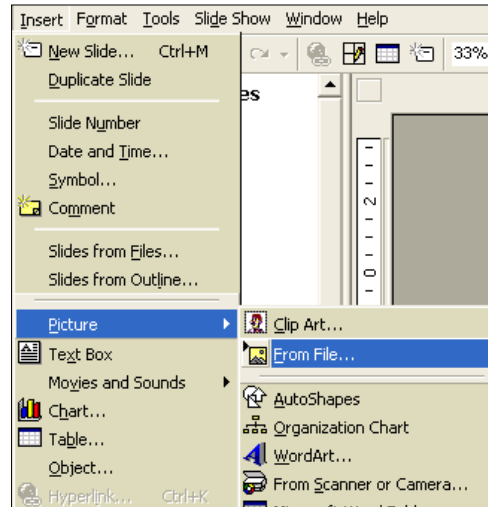 Insert Format Tools Slide Show Window Help
New Slide... Ctrl+M
33%
Duplicate Slide
es
Slide Number
Date and Time...
Symbol...
2
Comment
Slides from Files...
0
Slides from Outline...
Picture
Clip Art...
Text Box
From File...
Movies and Sounds
AutoShapes
Chart...
Organization Chart
Table...
WordArt...
Object...
From Scanner or Camera...
Hyperlink... Ctrl+K